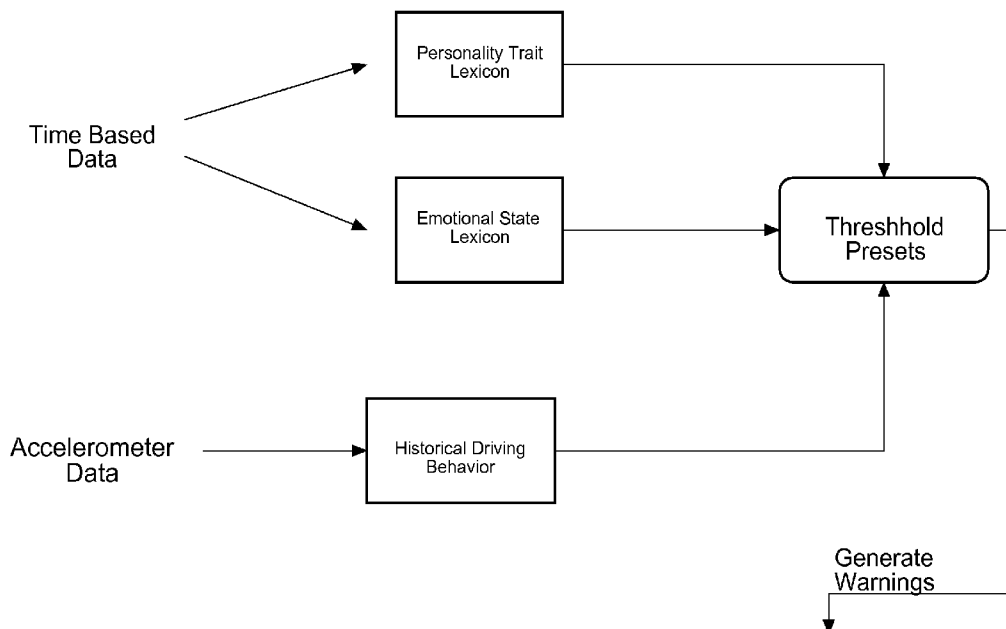 Personality Trait
Lexicon
Time Based
Data
Emotional State
Lexicon
Threshhold
Presets
Accelerometer
Data
Historical Driving
Behavior
Generate
Warnings